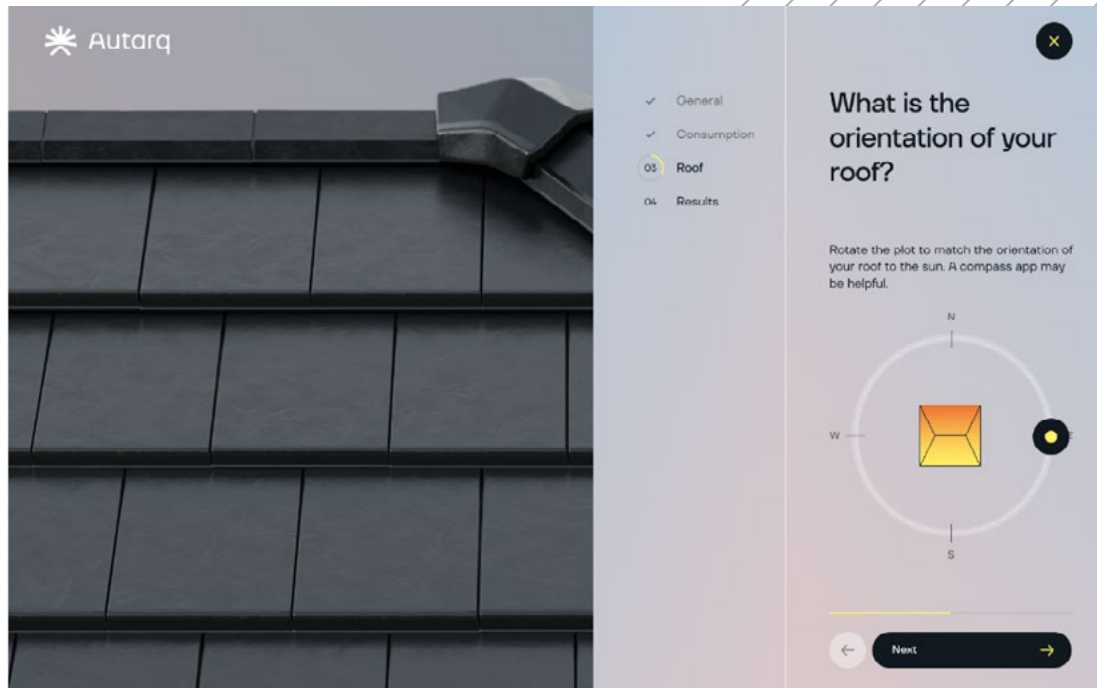 Autarq
General
Consumption
03 Roof
04 Results
What is the
orientation of your
roof?
Rotate the plot to match the orientation of
your roof to the sun. A compass app may
be helpful.
N
W
S
Next